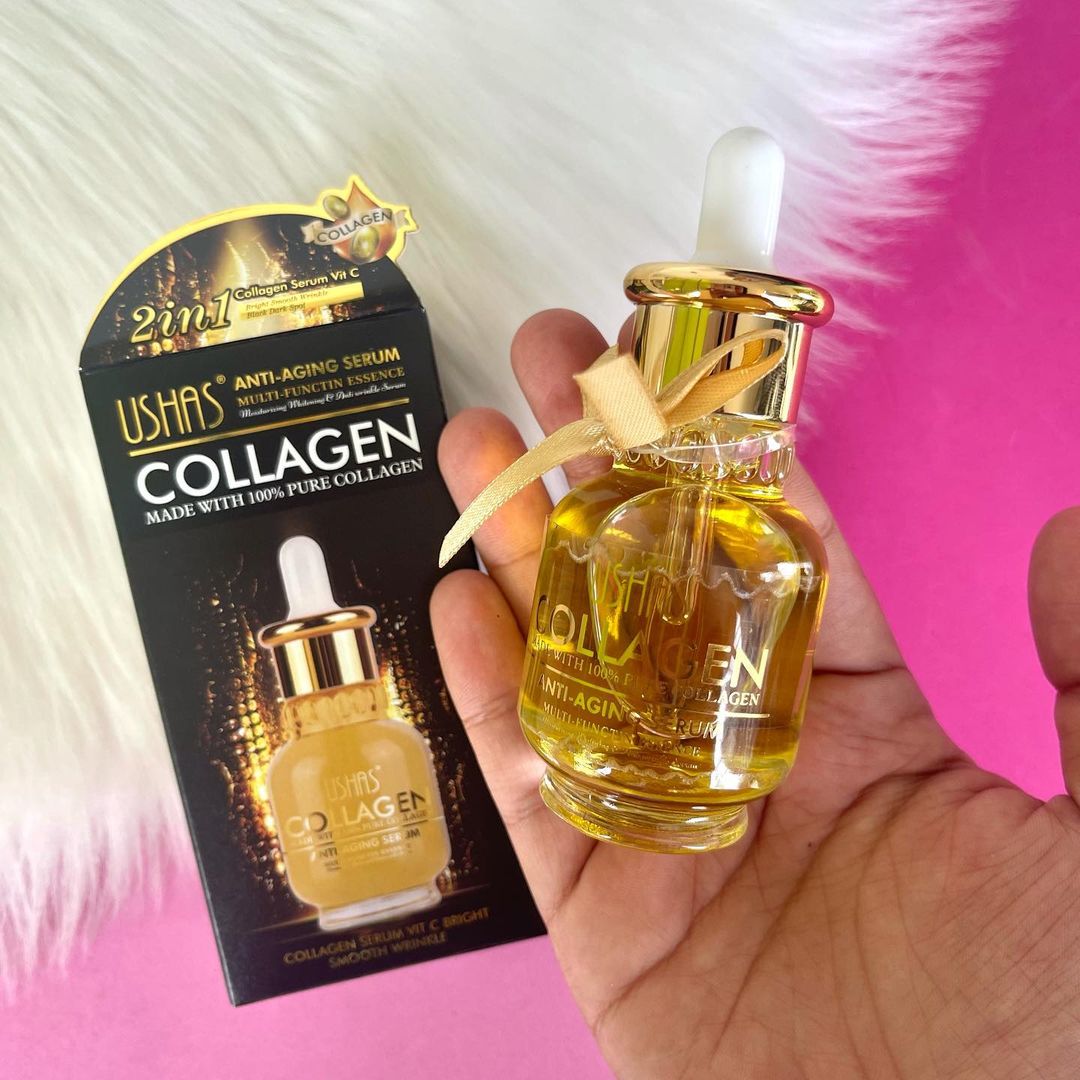 COLLAGEN
2in1
Collagen Serum Vit C
Bright Smooth Wrinkle
Black Dark Spot
USHAS®
ANTI-AGING SERUM
MULTI-FUNCTIN ESSENCE
Moisturizing Whitening & Anti wrinkle Serum
COLLAGEN
MADE WITH 100% PURE COLLAGEN
USHAS®
COLLAGEN
ANTI-AGING SERUM
COLLAGEN SERUM VIT C BRIGHT
SMOOTH WRINKLE
USHAS
COLLAGEN
MADE WITH 100% PURE COLLAGEN
ANTI-AGING SERUM
MULTI-FUNCTIN ESSENCE